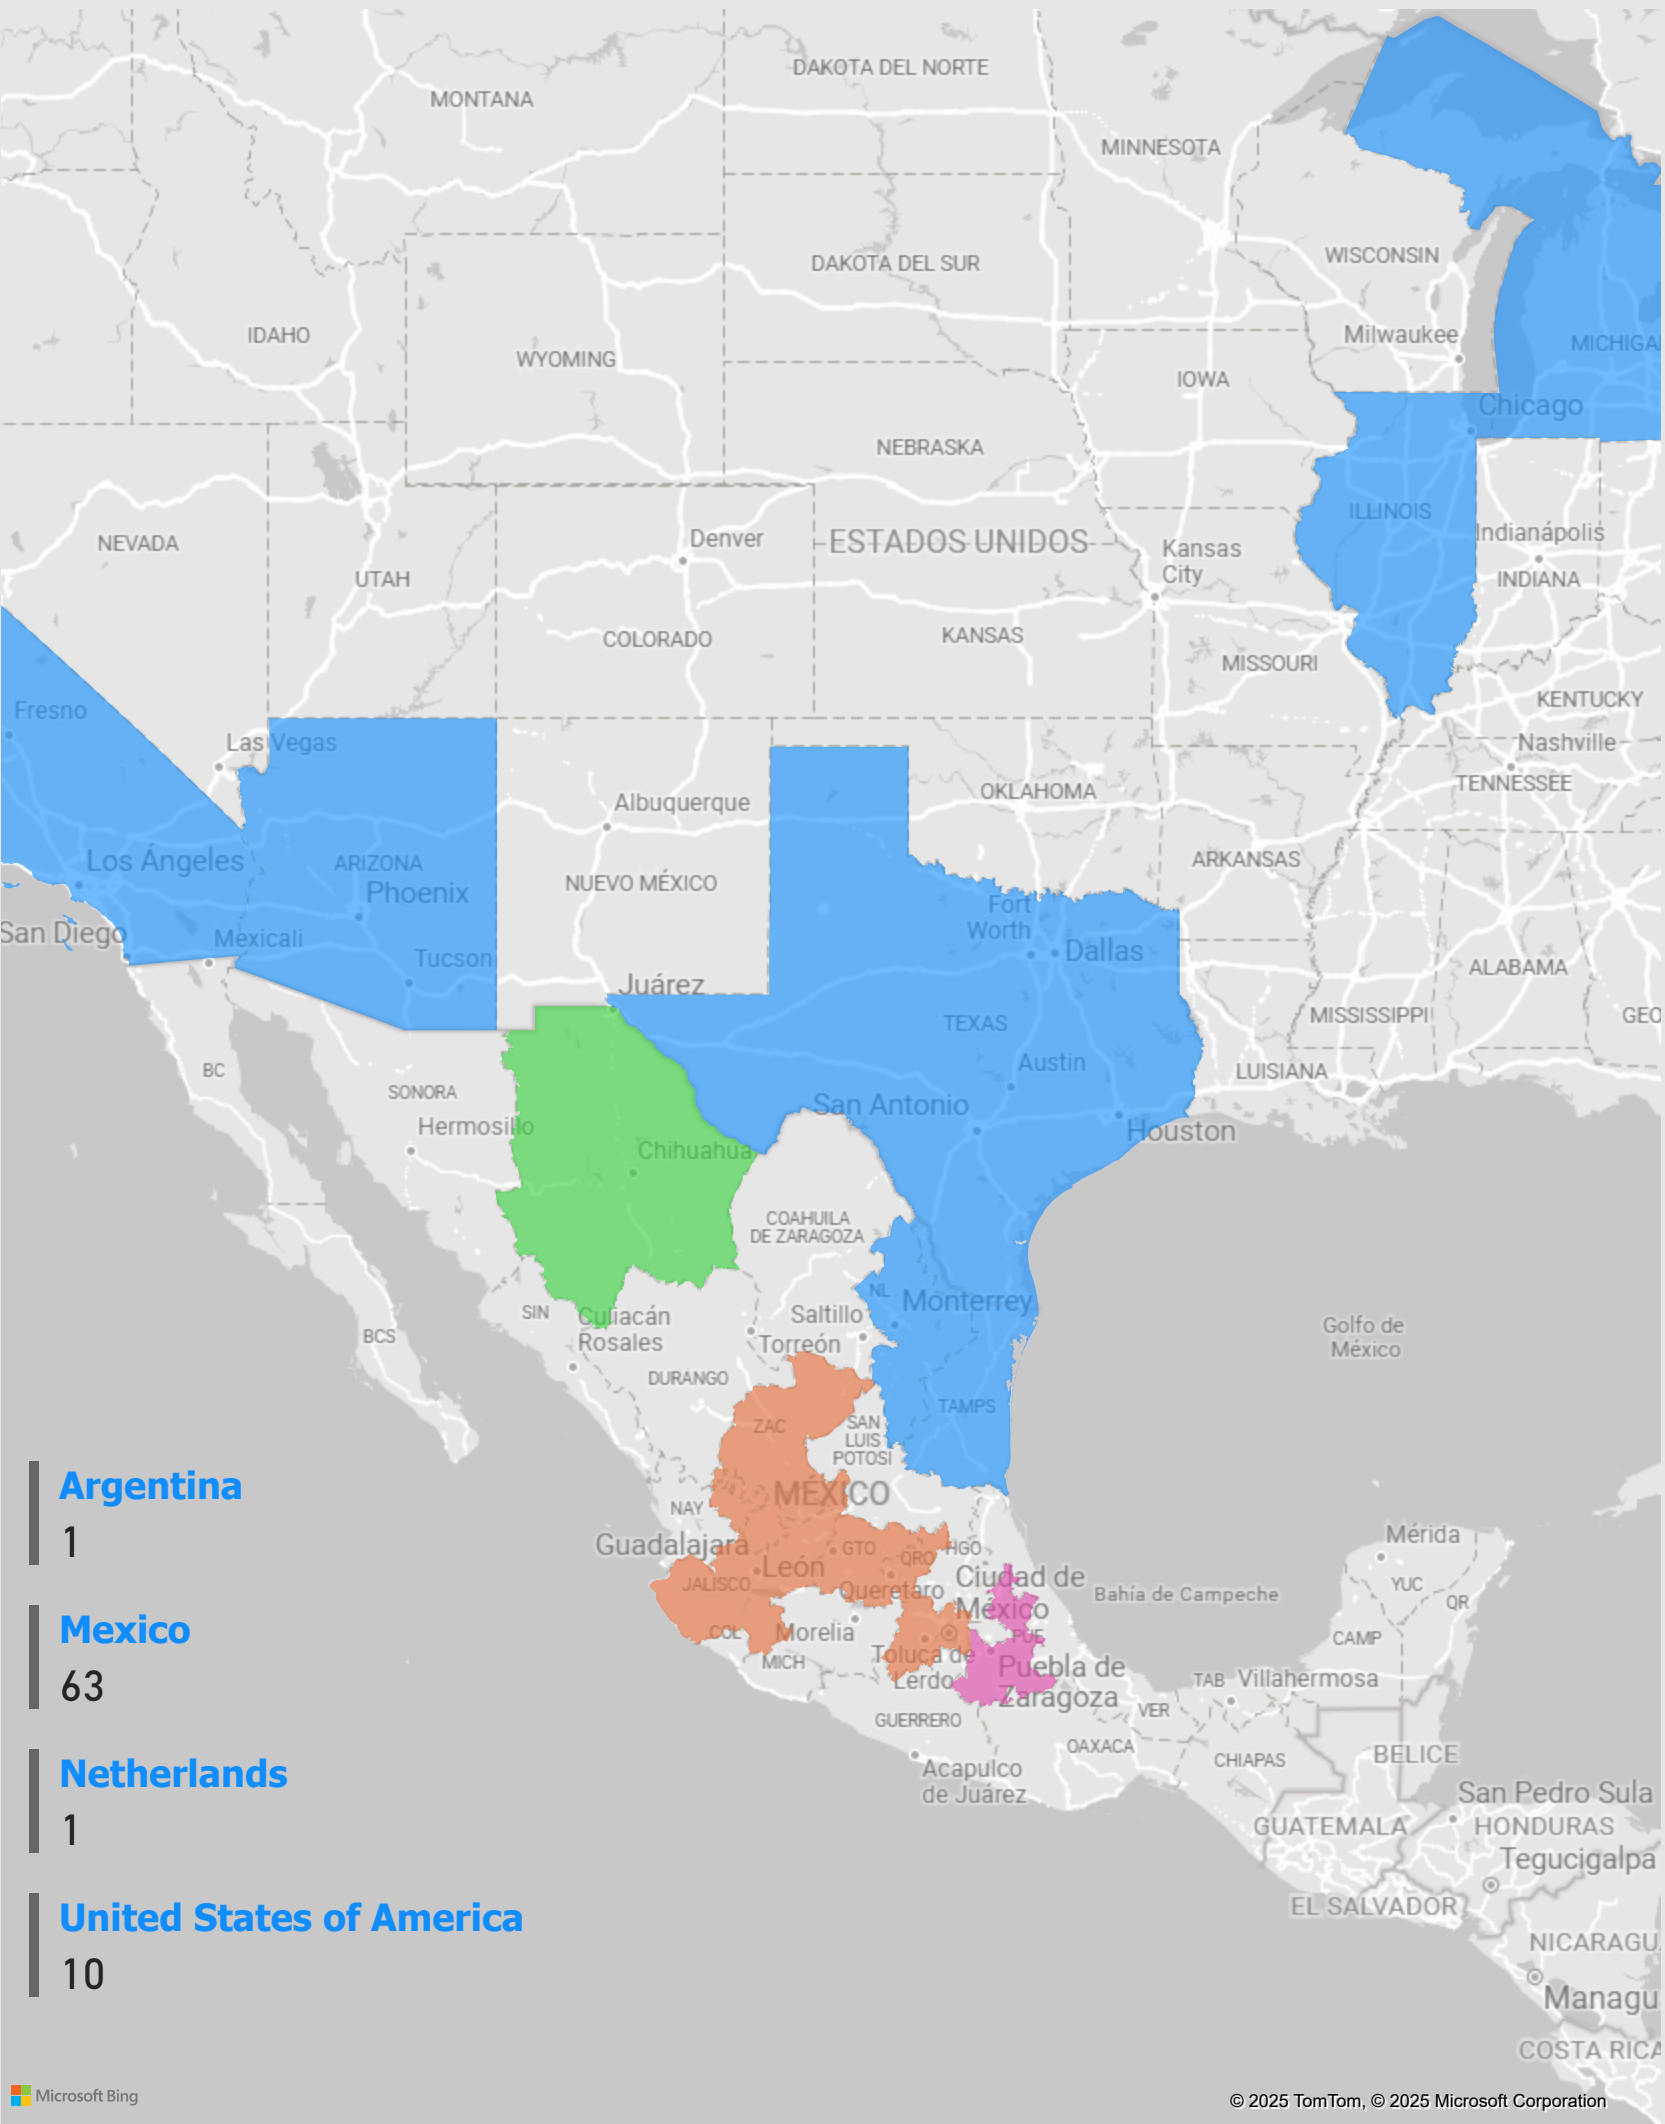 DAKOTA DEL NORTE
MONTANA
MINNESOTA
WISCONSIN
DAKOTA DEL SUR
IDAHO
Milwaukee
MICHIGA
WYOMING
IOWA
Chicago
NEBRASKA
ILLINOIS
Indianápolis
NEVADA
Denver
ESTADOS UNIDOS
Kansas
City
UTAH
INDIANA
COLORADO
KANSAS
MISSOURI
KENTUCKY
Fresno
Las Vegas
Nashville
TENNESSEE
Albuquerque
OKLAHOMA
Los Ángeles
ARIZONA
ARKANSAS
Phoenix
NUEVO MÉXICO
Fort
Worth
San Diego
Mexicali
Dallas
Tucson
ALABAMA
Juárez
TEXAS
MISSISSIPPI
GEO
BC
Austin
LUISIANA
SONORA
San Antonio
Hermosillo
Houston
Chihuahua
COAHUILA
DE ZARAGOZA
NL
Monterrey
SIN
Culiacán
Rosales
Saltillo
Golfo de
México
BCS
Torreón
DURANGO
TAMPS
ZAC
SAN
LUIS
POTOSI
MÉXICO
NAY
Guadalajara
GTO
QRO
HGO
Mérida
León
JALISCO
Queretaro
Ciudad de
México
Bahía de Campeche
YUC
QR
COL
Morelia
PUE
CAMP
MICH
Toluca de
Lerdo
Puebla de
Zaragoza
TAB
Villahermosa
GUERRERO
VER
OAXACA
CHIAPAS
BELICE
Acapulco
de Juárez
San Pedro Sula
GUATEMALA
HONDURAS
Tegucigalpa
EL SALVADOR
NICARAGU
Managu
COSTA RICA
Argentina
1
Mexico
63
Netherlands
1
United States of America
10
Microsoft Bing
© 2025 TomTom, © 2025 Microsoft Corporation